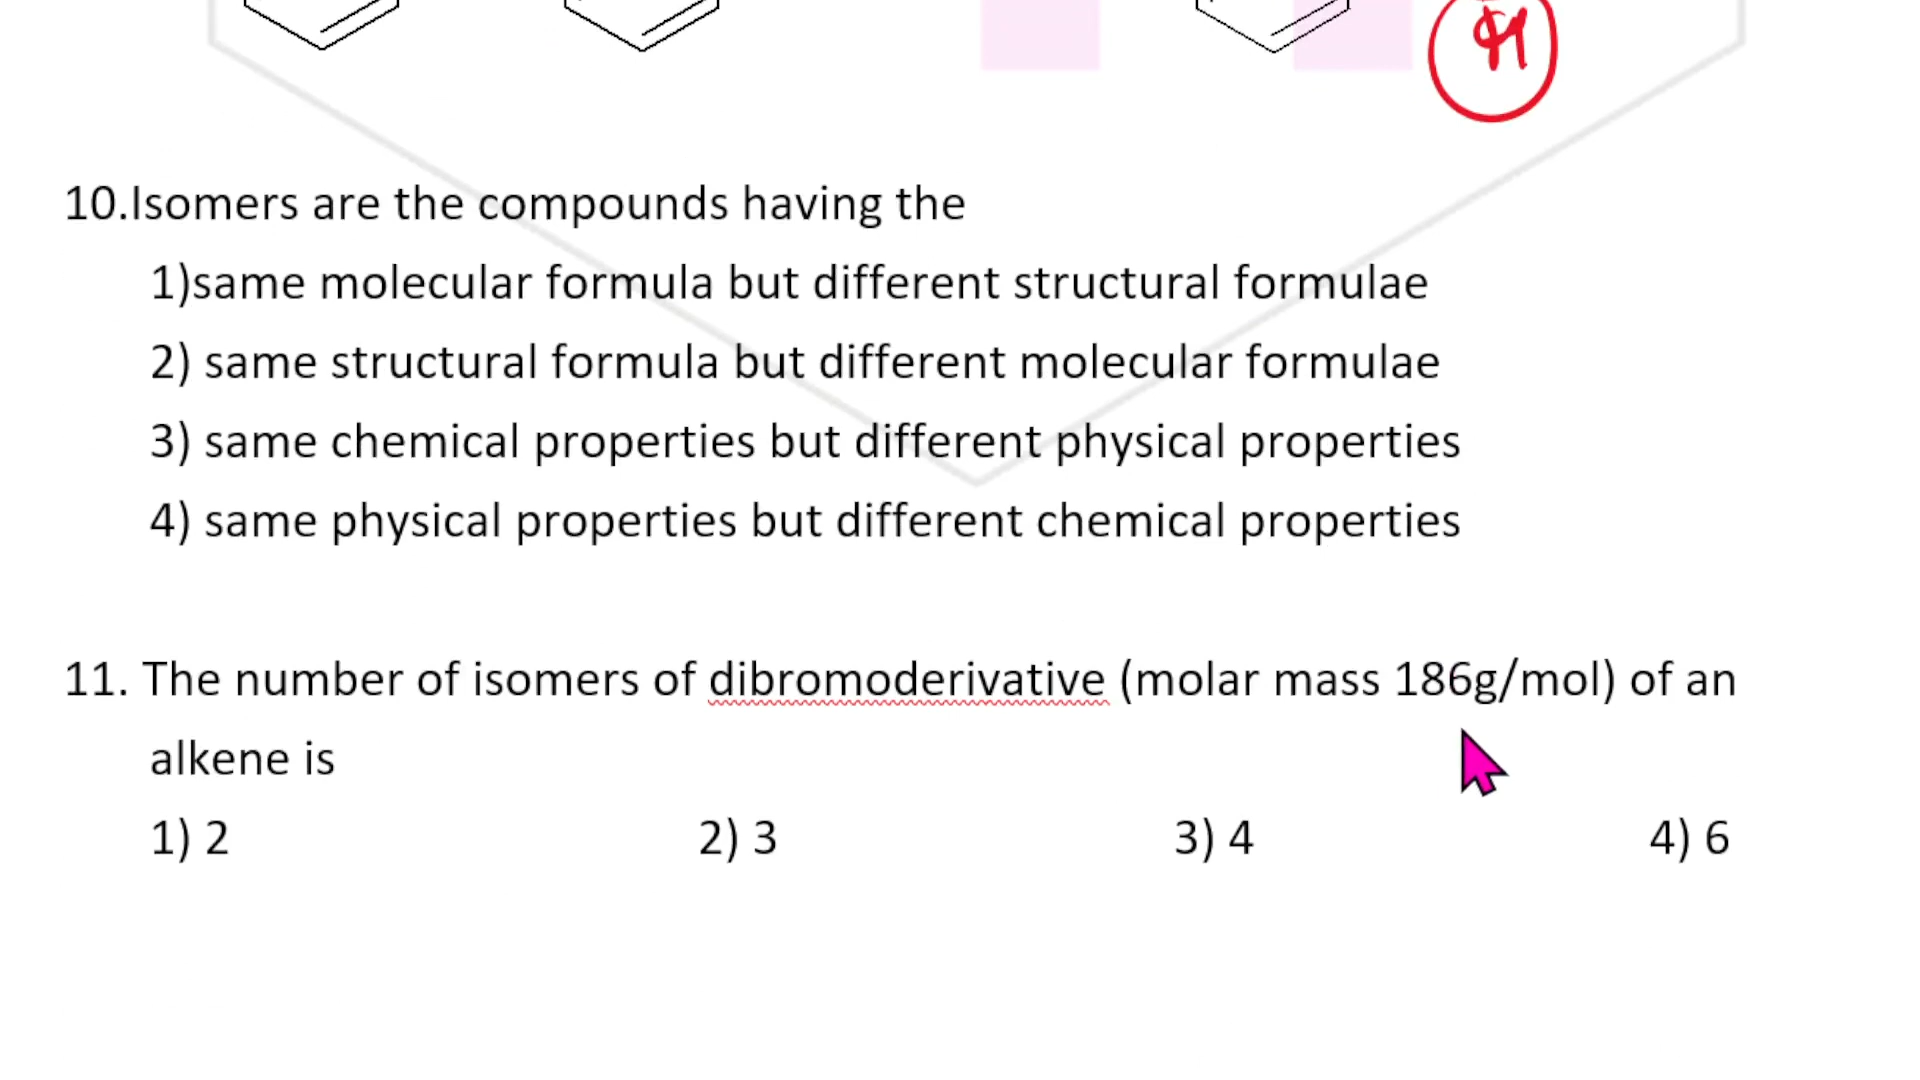 10.Isomers are the compounds having the
1)same molecular formula but different structural formulae
2) same structural formula but different molecular formulae
3) same chemical properties but different physical properties
4) same physical properties but different chemical properties
11. The number of isomers of dibromoderivative (molar mass 186g/mol) of an
alkene is
1) 2 2) 3 3) 4 4) 6